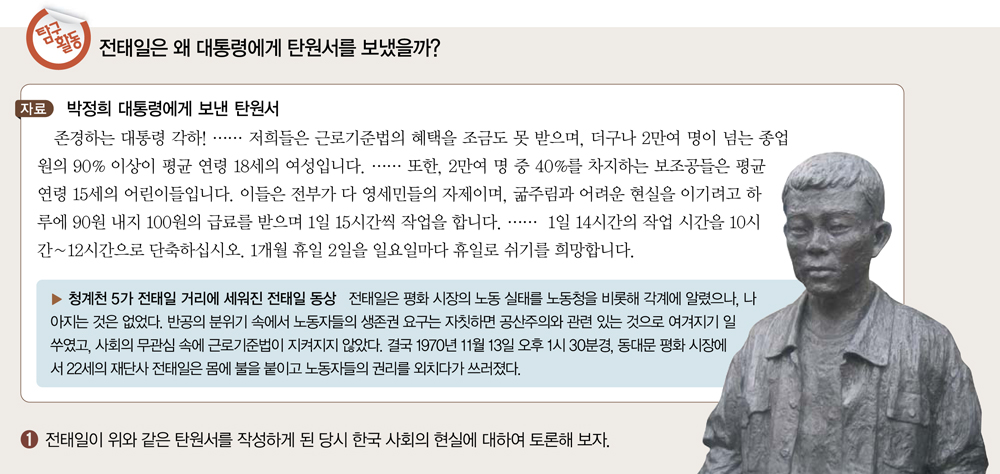 탐구
활동
전태일은 왜 대통령에게 탄원서를 보냈을까?
자료 박정희 대통령에게 보낸 탄원서
존경하는 대통령 각하! …… 저희들은 근로기준법의 혜택을 조금도 못 받으며, 더구나 2만여 명이 넘는 종업
원의 90% 이상이 평균 연령 18세의 여성입니다. …… 또한, 2만여 명 중 40%를 차지하는 보조공들은 평균
연령 15세의 어린이들입니다. 이들은 전부가 다 영세민들의 자제이며, 굶주림과 어려운 현실을 이기려고 하
루에 90원 내지 100원의 급료를 받으며 1일 15시간씩 작업을 합니다. …… 1일 14시간의 작업 시간을 10시
간~12시간으로 단축하십시오. 1개월 휴일 2일을 일요일마다 휴일로 쉬기를 희망합니다.
▶ 청계천 5가 전태일 거리에 세워진 전태일 동상 전태일은 평화 시장의 노동 실태를 노동청을 비롯해 각계에 알렸으나, 나
아지는 것은 없었다. 반공의 분위기 속에서 노동자들의 생존권 요구는 자칫하면 공산주의와 관련 있는 것으로 여겨지기 일
쑤였고, 사회의 무관심 속에 근로기준법이 지켜지지 않았다. 결국 1970년 11월 13일 오후 1시 30분경, 동대문 평화 시장에
서 22세의 재단사 전태일은 몸에 불을 붙이고 노동자들의 권리를 외치다가 쓰러졌다.
1 전태일이 위와 같은 탄원서를 작성하게 된 당시 한국 사회의 현실에 대하여 토론해 보자.